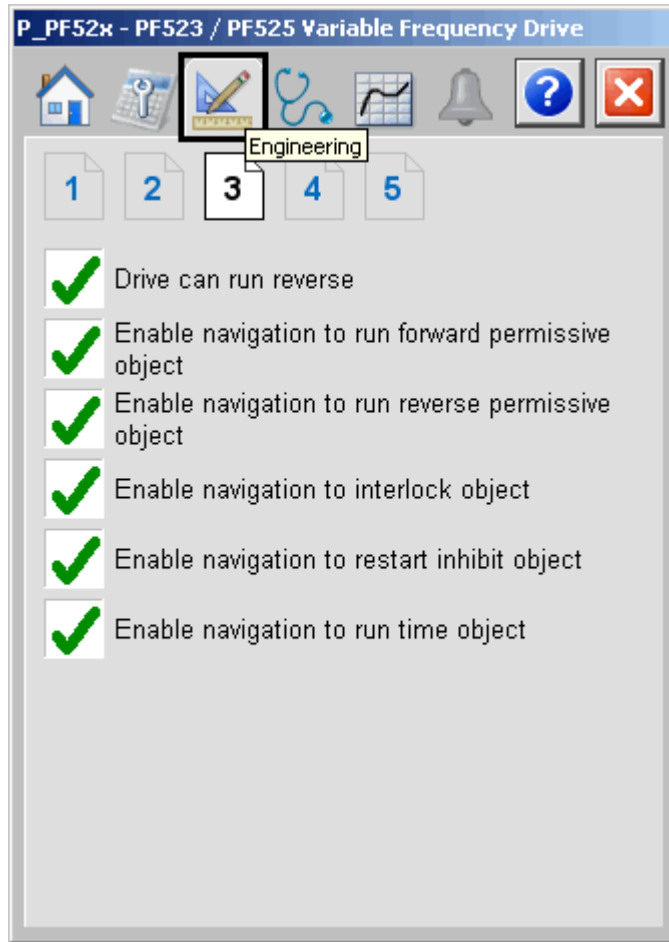 P_PF52x - PF523 / PF525 Variable Frequency Drive
?
Engineering
1 2 3 4 5
Drive can run reverse
Enable navigation to run forward permissive
object
Enable navigation to run reverse permissive
object
Enable navigation to interlock object
Enable navigation to restart inhibit object
Enable navigation to run time object